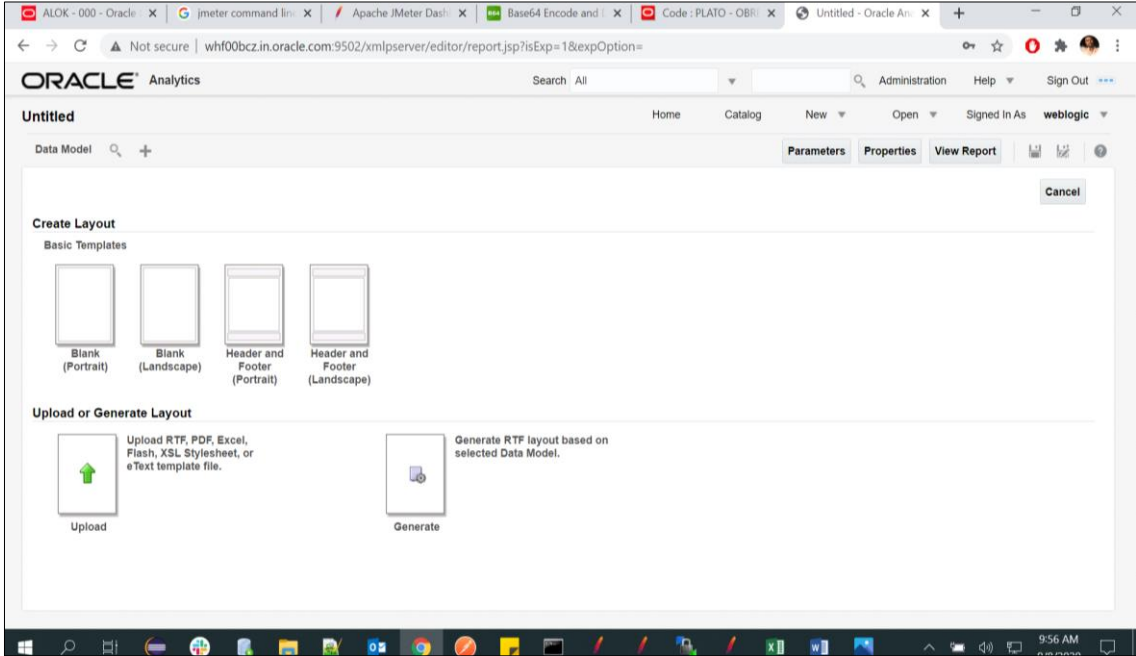 ALOK - 000 - Oracle
jmeter command lin
Apache JMeter Dash
Base64 Encode and
Code : PLATO - OBR
Untitled - Oracle An
Not secure | whf00bcz.in.oracle.com:9502/xmlpserver/editor/report.jsp?isExp=1&expOption=
ORACLE Analytics
Search All
Administration Help Sign Out
Untitled
Home Catalog New Open Signed In As weblogic
Data Model
Parameters Properties View Report
Cancel
Create Layout
Basic Templates
Blank
(Portrait)
Blank
(Landscape)
Header and
Footer
(Portrait)
Header and
Footer
(Landscape)
Upload or Generate Layout
Upload RTF, PDF, Excel,
Flash, XSL Stylesheet, or
eText template file.
Upload
Generate RTF layout based on
selected Data Model.
Generate
9:56 AM